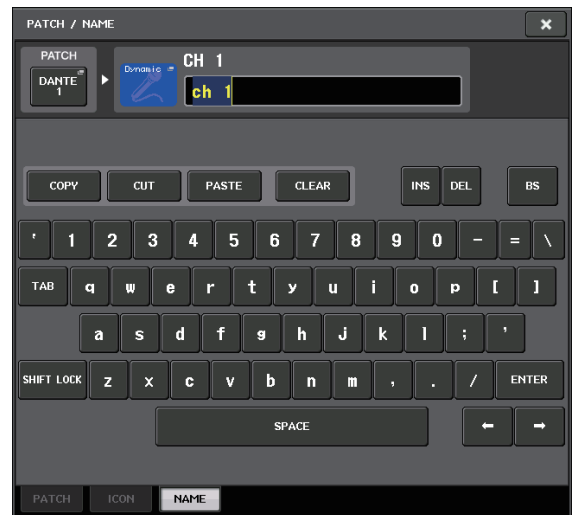 PATCH / NAME
PATCH
DANTE
1
Dynamic
CH 1
ch 1
COPY CUT PASTE CLEAR INS DEL BS
' 1 2 3 4 5 6 7 8 9 0 - = \
TAB q w e r t y u i o p [ ]
a s d f g h j k l ; '
SHIFT LOCK z x c v b n m , . / ENTER
SPACE ← →
PATCH ICON NAME